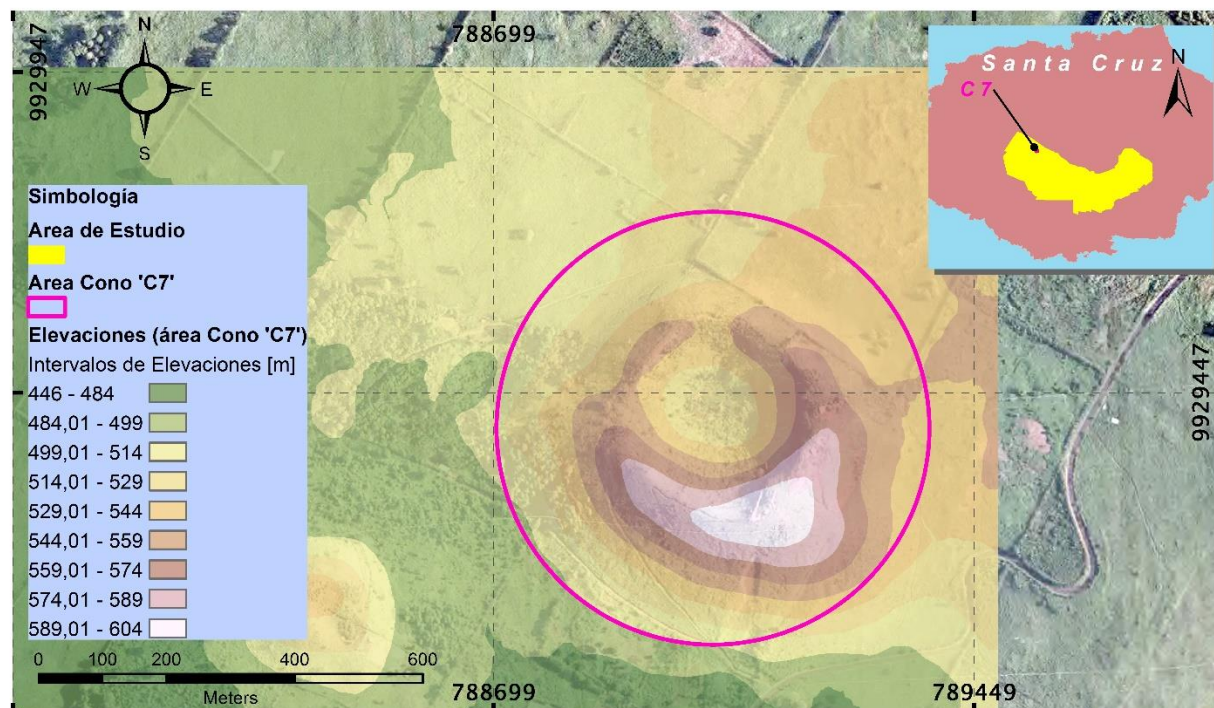 788699
9929947
N
W E
S
Santa Cruz
C7
N
Simbología
Area de Estudio
Area Cono 'C7'
Elevaciones (área Cono 'C7')
Intervalos de Elevaciones [m]
446 - 484
484,01 - 499
499,01 - 514
514,01 - 529
529,01 - 544
544,01 - 559
559,01 - 574
574,01 - 589
589,01 - 604
9929447
0 100 200 400 600
Meters
788699
789449